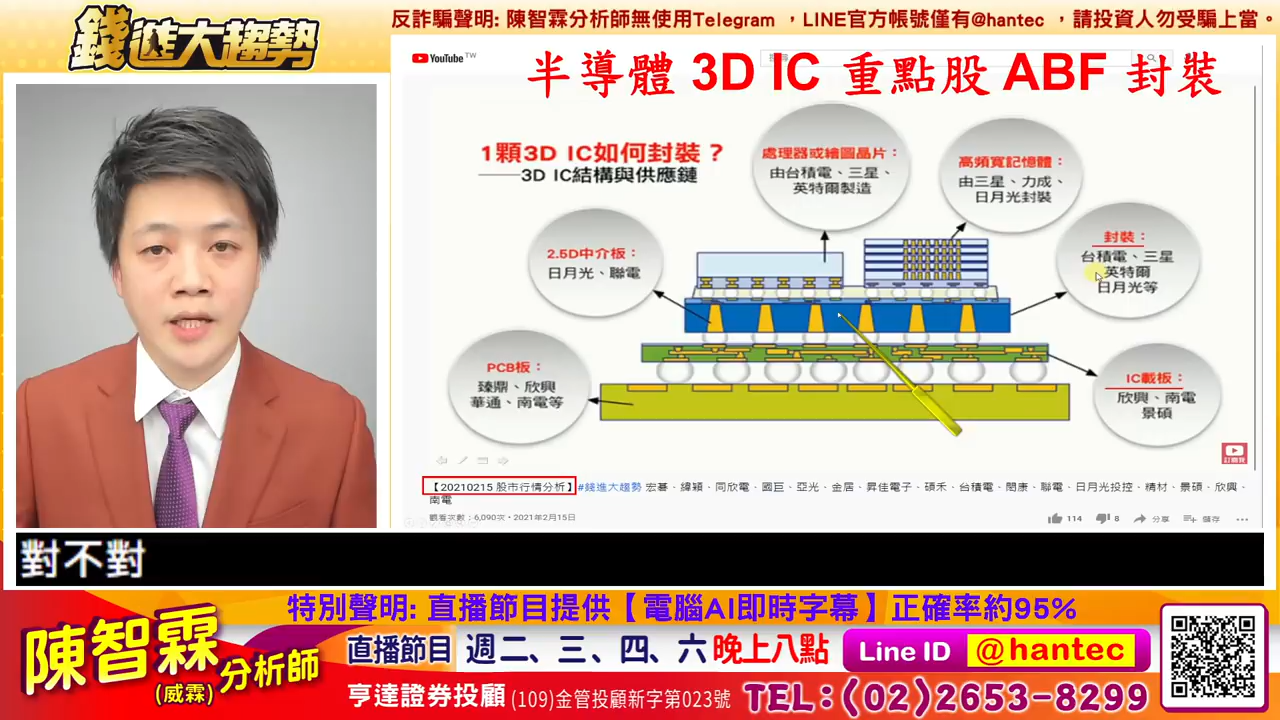 錢進大趨勢
反詐騙聲明: 陳智霖分析師無使用Telegram ，LINE官方帳號僅有@hantec ，請投資人勿受騙上當。
YouTube TW
半導體 3D IC 重點股 ABF 封裝
1顆3D IC如何封裝？
——3D IC結構與供應鏈
處理器或繪圖晶片：
由台積電、三星、
英特爾製造
高頻寬記憶體：
由三星、力成、
日月光封裝
2.5D中介板：
日月光、聯電
封裝：
台積電、三星
英特爾
日月光等
PCB板：
臻鼎、欣興
華通、南電等
IC載板：
欣興、南電
景碩
訂閱我
【20210215 股市行情分析】#錢進大趨勢 宏碁、緯穎、同欣電、國巨、亞光、金居、昇佳電子、碩禾、台積電、閎康、聯電、日月光投控、精材、景碩、欣興、
南電
觀看次數：6,090次・2021年2月15日
114
8
分享
儲存
對不對
特別聲明: 直播節目提供【電腦AI即時字幕】正確率約95%
陳智霖
(威霖)
分析師
直播節目 週二、三、四、六 晚上八點
Line ID @hantec
亨達證券投顧 (109)金管投顧新字第023號 TEL：(02)2653-8299